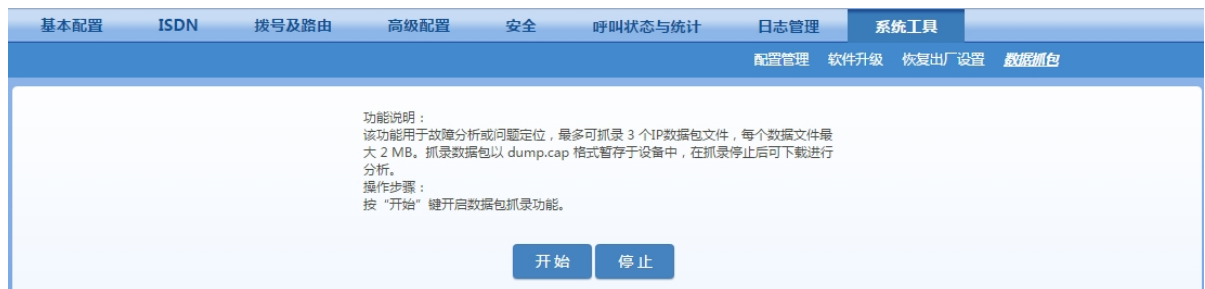 基本配置 ISDN 拨号及路由 高级配置 安全 呼叫状态与统计 日志管理 系统工具
配置管理 软件升级 恢复出厂设置 数据抓包
功能说明：
该功能用于故障分析或问题定位，最多可抓录 3 个IP数据包文件，每个数据文件最
大 2 MB。抓录数据包以 dump.cap 格式暂存于设备中，在抓录停止后可下载进行
分析。
操作步骤：
按“开始”键开启数据包抓录功能。
开始 停止